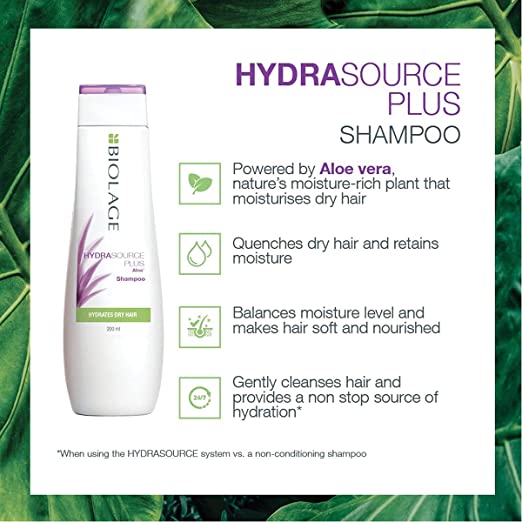 HYDRASOURCE
PLUS
SHAMPOO
BIOLAGE
HYDRASOURCE
PLUS
Aloe
Shampoo
HYDRATES DRY HAIR
200 ml
Powered by Aloe vera,
nature's moisture-rich plant that
moisturises dry hair
Quenches dry hair and retains
moisture
Balances moisture level and
makes hair soft and nourished
24/7
Gently cleanses hair and
provides a non stop source of
hydration*
*When using the HYDRASOURCE system vs. a non-conditioning shampoo